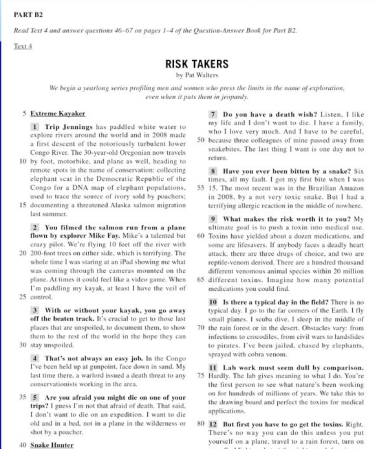 PART B2
Read Text 4 and answer questions 40–67 on pages 1–4 of the Question-Answer Book for Part B2.
Text 4
RISK TAKERS
by Pat Walters
We begin a yearlong series profiling men and women who press the limits in the name of exploration,
even when it puts them in jeopardy.
5 Extreme Kayaker
1 Trip Jennings has paddled white water to
explore rivers around the world and in 2008 made
a first descent of the notoriously turbulent lower
Congo River. The 30-year-old Oregonian now travels
10 by foot, motorbike, and plane as well, heading to
remote spots in the name of conservation: collecting
elephant scat in the Democratic Republic of the
Congo for a DNA map of elephant populations,
used to trace the source of ivory sold by poachers;
15 documenting a threatened Alaska salmon migration
last summer.
2 You filmed the salmon run from a plane
flown by explorer Mike Fay. Mike's a talented but
crazy pilot. We're flying 10 feet off the river with
20 200-foot trees on either side, which is terrifying. The
whole time I was staring at an iPad showing me what
was coming through the cameras mounted on the
plane. At times it could feel like a video game. When
I'm paddling my kayak, at least I have the veil of
25 control.
3 With or without your kayak, you go away
off the beaten track. It's crucial to get to those last
places that are unspoiled, to document them, to show
them to the rest of the world in the hope they can
30 stay unspoiled.
4 That's not always an easy job. In the Congo
I've been held up at gunpoint, face down in sand. My
last time there, a warlord issued a death threat to any
conservationists working in the area.
35 5 Are you afraid you might die on one of your
trips? I guess I'm not that afraid of death. That said,
I don't want to die on an expedition. I want to die
old and in a bed, not in a plane in the wilderness or
shot by a poacher.
40 Snake Hunter
7 Do you have a death wish? Listen, I like
my life and I don't want to die. I have a family,
who I love very much. And I have to be careful,
50 because three colleagues of mine passed away from
snakebites. The last thing I want is one day not to
return.
8 Have you ever been bitten by a snake? Six
times, all my fault. I got my first bite when I was
55 15. The most recent was in the Brazilian Amazon
in 2008, by a not very toxic snake. But I had a
terrifying allergic reaction in the middle of nowhere.
9 What makes the risk worth it to you? My
ultimate goal is to push a toxin into medical use.
60 Toxins have yielded about a dozen medications, and
some are lifesavers. If anybody faces a deadly heart
attack, there are three drugs of choice, and two are
reptile-venom derived. There are a hundred thousand
different venomous animal species within 20 million
65 different toxins. Imagine how many potential
medications you could find.
10 Is there a typical day in the field? There is no
typical day. I go to the far corners of the Earth. I fly
small planes. I scuba dive. I sleep in the middle of
70 the rain forest or in the desert. Obstacles vary: from
infections to crocodiles, from civil wars to landslides
to pirates. I've been jailed, chased by elephants,
sprayed with cobra venom.
11 Lab work must seem dull by comparison.
75 Hardly. The lab gives meaning to what I do. You're
the first person to see what nature's been working
on for hundreds of millions of years. We take this to
the drawing board and perfect the toxins for medical
applications.
80 12 But first you have to get the toxins. Right.
There's no way you can do this unless you put
yourself on a plane, travel to a rain forest, turn on